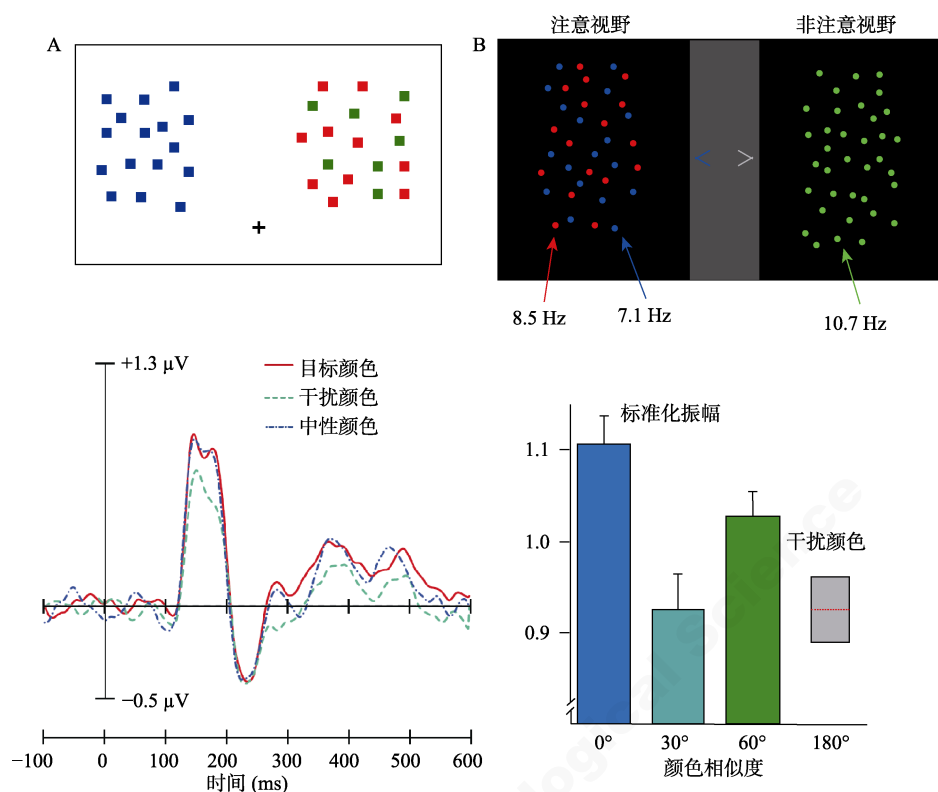 A
B
注意视野
非注意视野
8.5 Hz
7.1 Hz
10.7 Hz
+1.3 μV
目标颜色
干扰颜色
中性颜色
−0.5 μV
−100 0 100 200 300 400 500 600
时间 (ms)
标准化振幅
1.1
1.0
干扰颜色
0.9
0° 30° 60° 180°
颜色相似度
ological Science